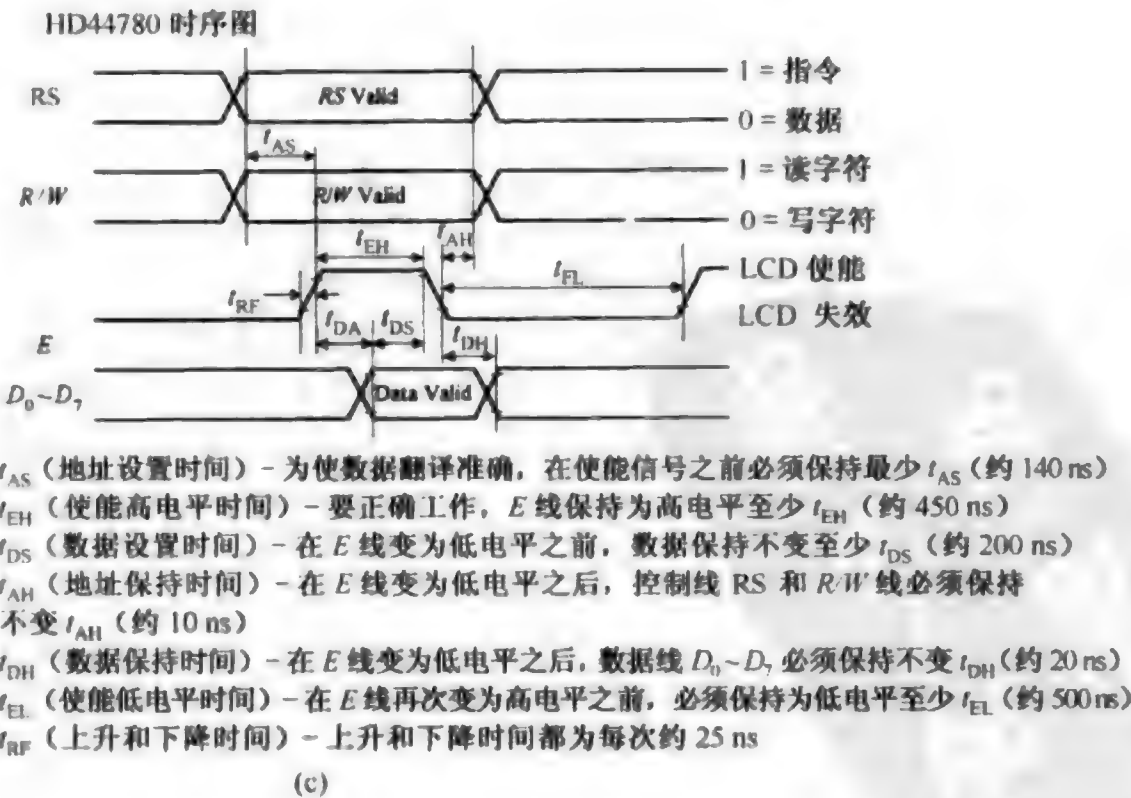 HD44780 时序图
RS
RS Valid
1 = 指令
0 = 数据
tAS
R/W
R/W Valid
1 = 读字符
0 = 写字符
tEH
tAH
tEL
LCD 使能
LCD 失效
tRF
tDA
tDS
tDH
E
D0~D7
Data Valid
tAS（地址设置时间）- 为使数据翻译准确，在使能信号之前必须保持最少 tAS（约 140 ns）
tEH（使能高电平时间）- 要正确工作，E 线保持为高电平至少 tEH（约 450 ns）
tDS（数据设置时间）- 在 E 线变为低电平之前，数据保持不变至少 tDS（约 200 ns）
tAH（地址保持时间）- 在 E 线变为低电平之后，控制线 RS 和 R/W 线必须保持
不变 tAH（约 10 ns）
tDH（数据保持时间）- 在 E 线变为低电平之后，数据线 D0~D7 必须保持不变 tDH（约 20 ns）
tEL（使能低电平时间）- 在 E 线再次变为高电平之前，必须保持为低电平至少 tEL（约 500 ns）
tRF（上升和下降时间）- 上升和下降时间都为每次约 25 ns
(c)